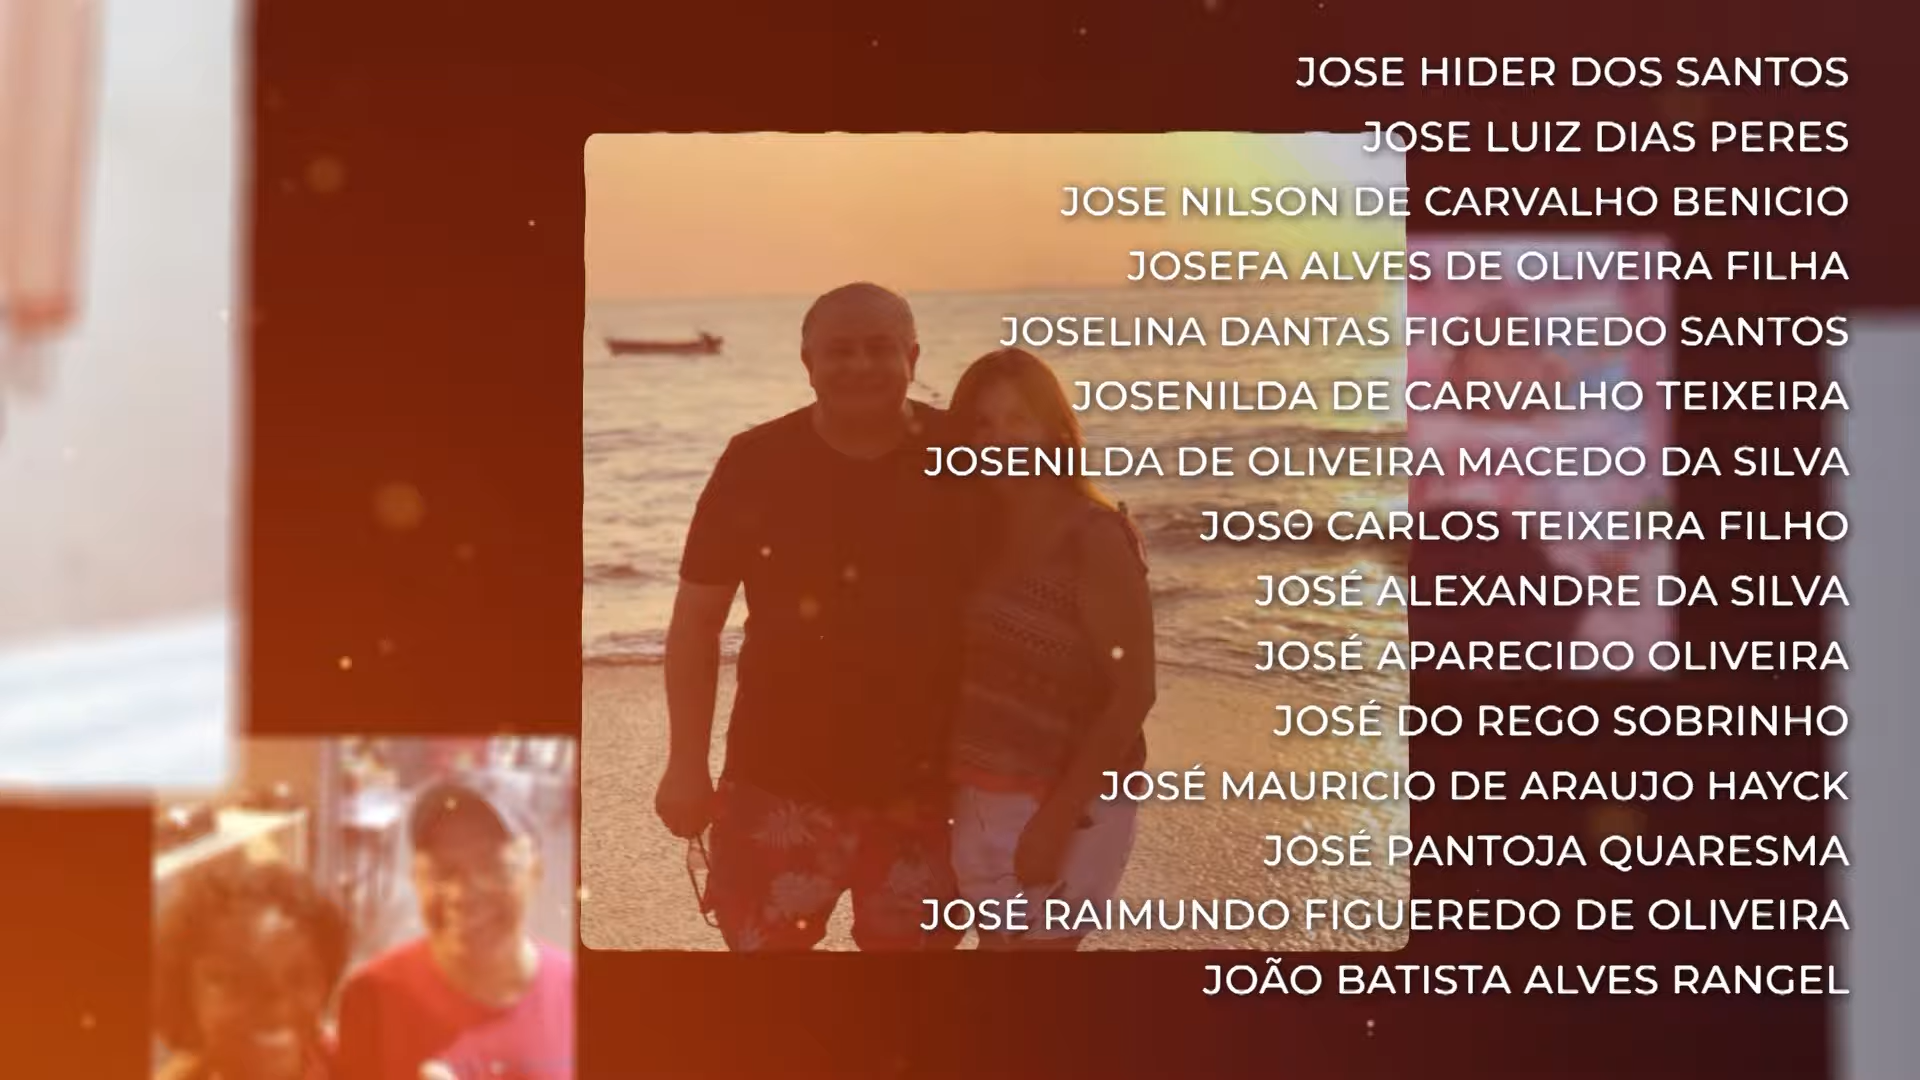 JOSE HIDER DOS SANTOS
JOSE LUIZ DIAS PERES
JOSE NILSON DE CARVALHO BENICIO
JOSEFA ALVES DE OLIVEIRA FILHA
JOSELINA DANTAS FIGUEIREDO SANTOS
JOSENILDA DE CARVALHO TEIXEIRA
JOSENILDA DE OLIVEIRA MACEDO DA SILVA
JOSΘ CARLOS TEIXEIRA FILHO
JOSÉ ALEXANDRE DA SILVA
JOSÉ APARECIDO OLIVEIRA
JOSÉ DO REGO SOBRINHO
JOSÉ MAURICIO DE ARAUJO HAYCK
JOSÉ PANTOJA QUARESMA
JOSÉ RAIMUNDO FIGUEREDO DE OLIVEIRA
JOÃO BATISTA ALVES RANGEL